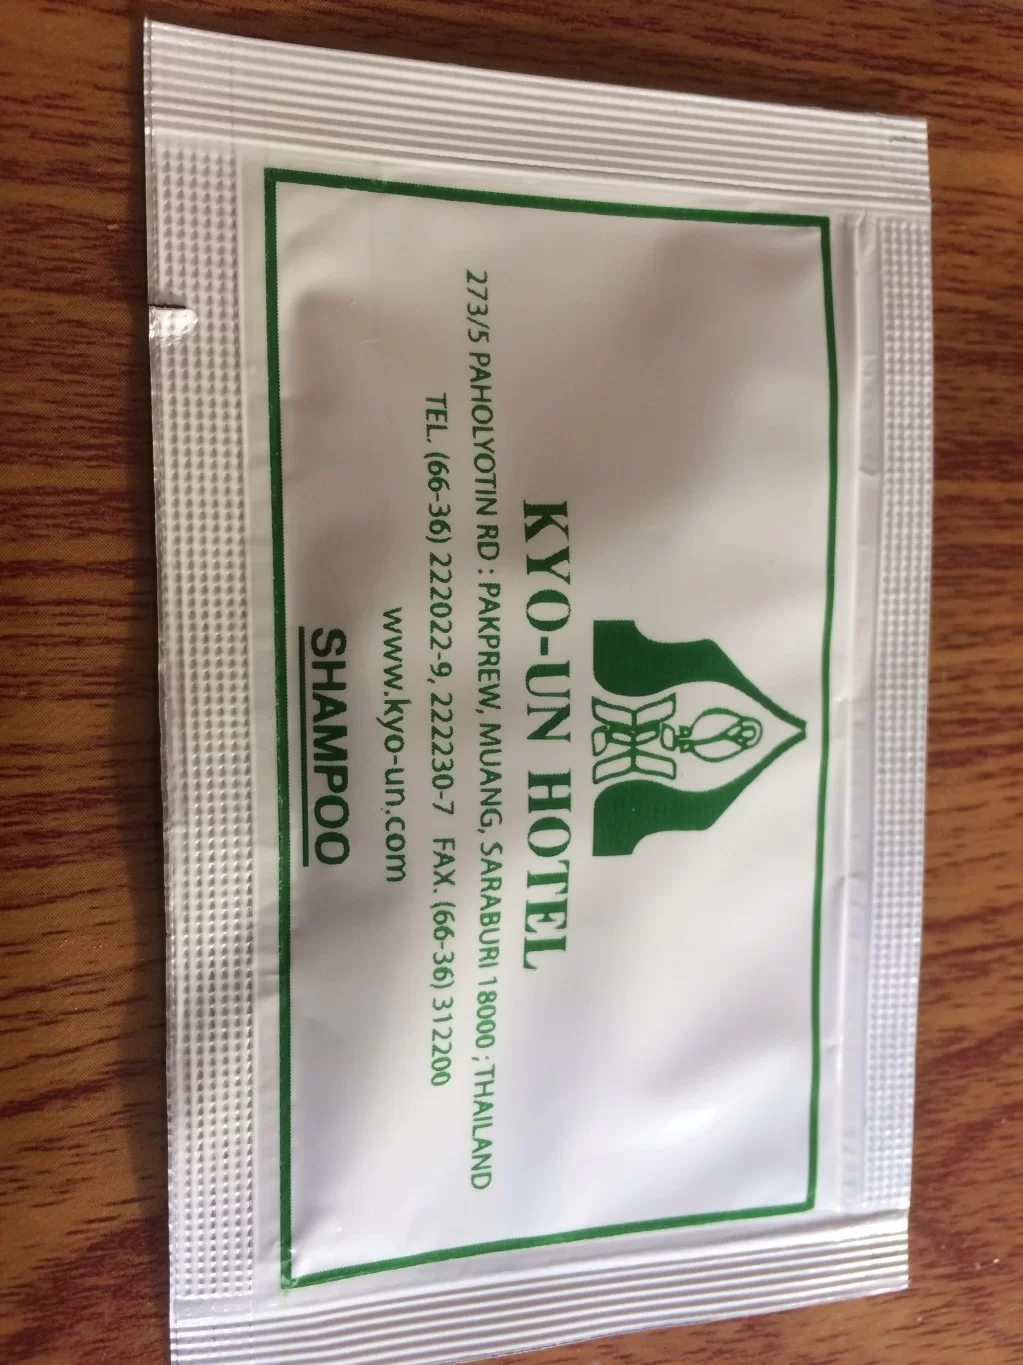 KYO-UN HOTEL
273/5 PAHOLYOTIN RD : PAKPREW, MUANG, SARABURI 18000 ; THAILAND
TEL. (66-36) 222022-9, 222230-7 FAX. (66-36) 312200
www.kyo-un.com
SHAMPOO